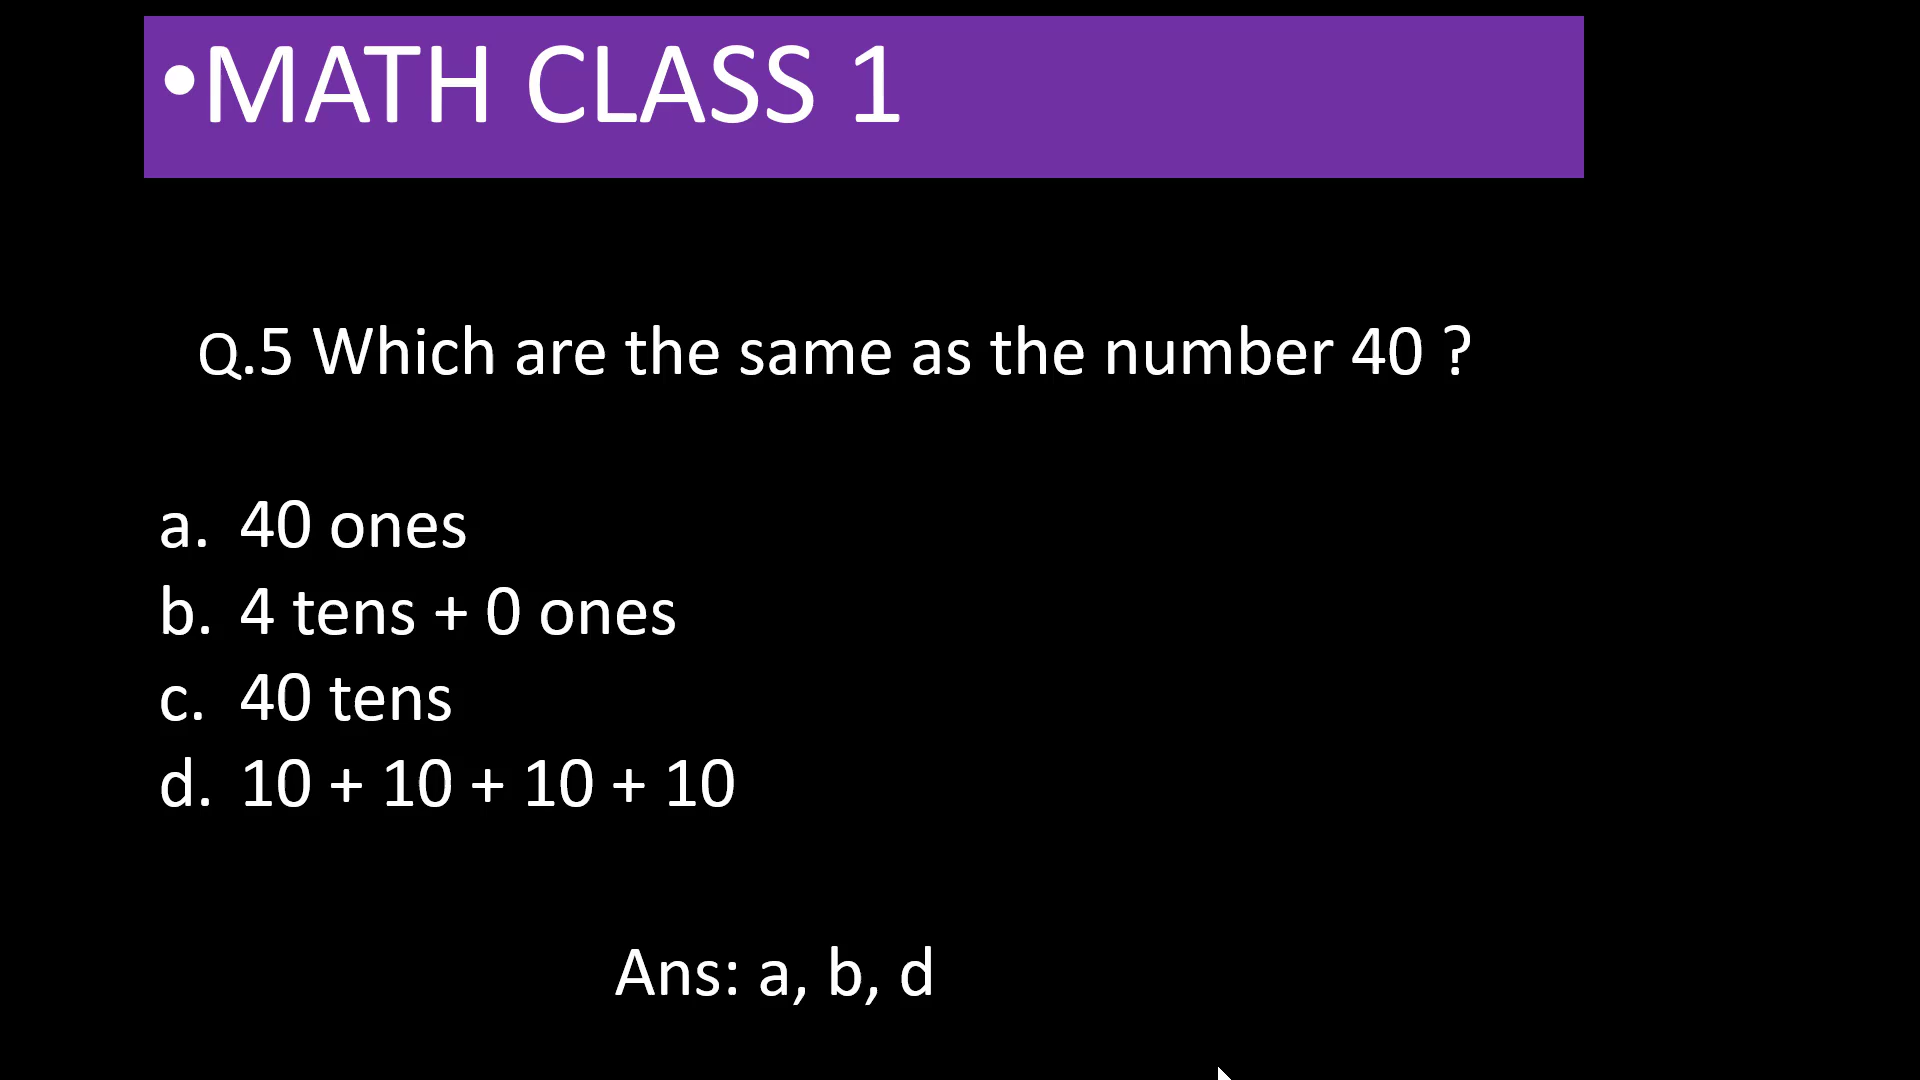 •MATH CLASS 1
Q.5 Which are the same as the number 40 ?
a. 40 ones
b. 4 tens + 0 ones
c. 40 tens
d. 10 + 10 + 10 + 10
Ans: a, b, d